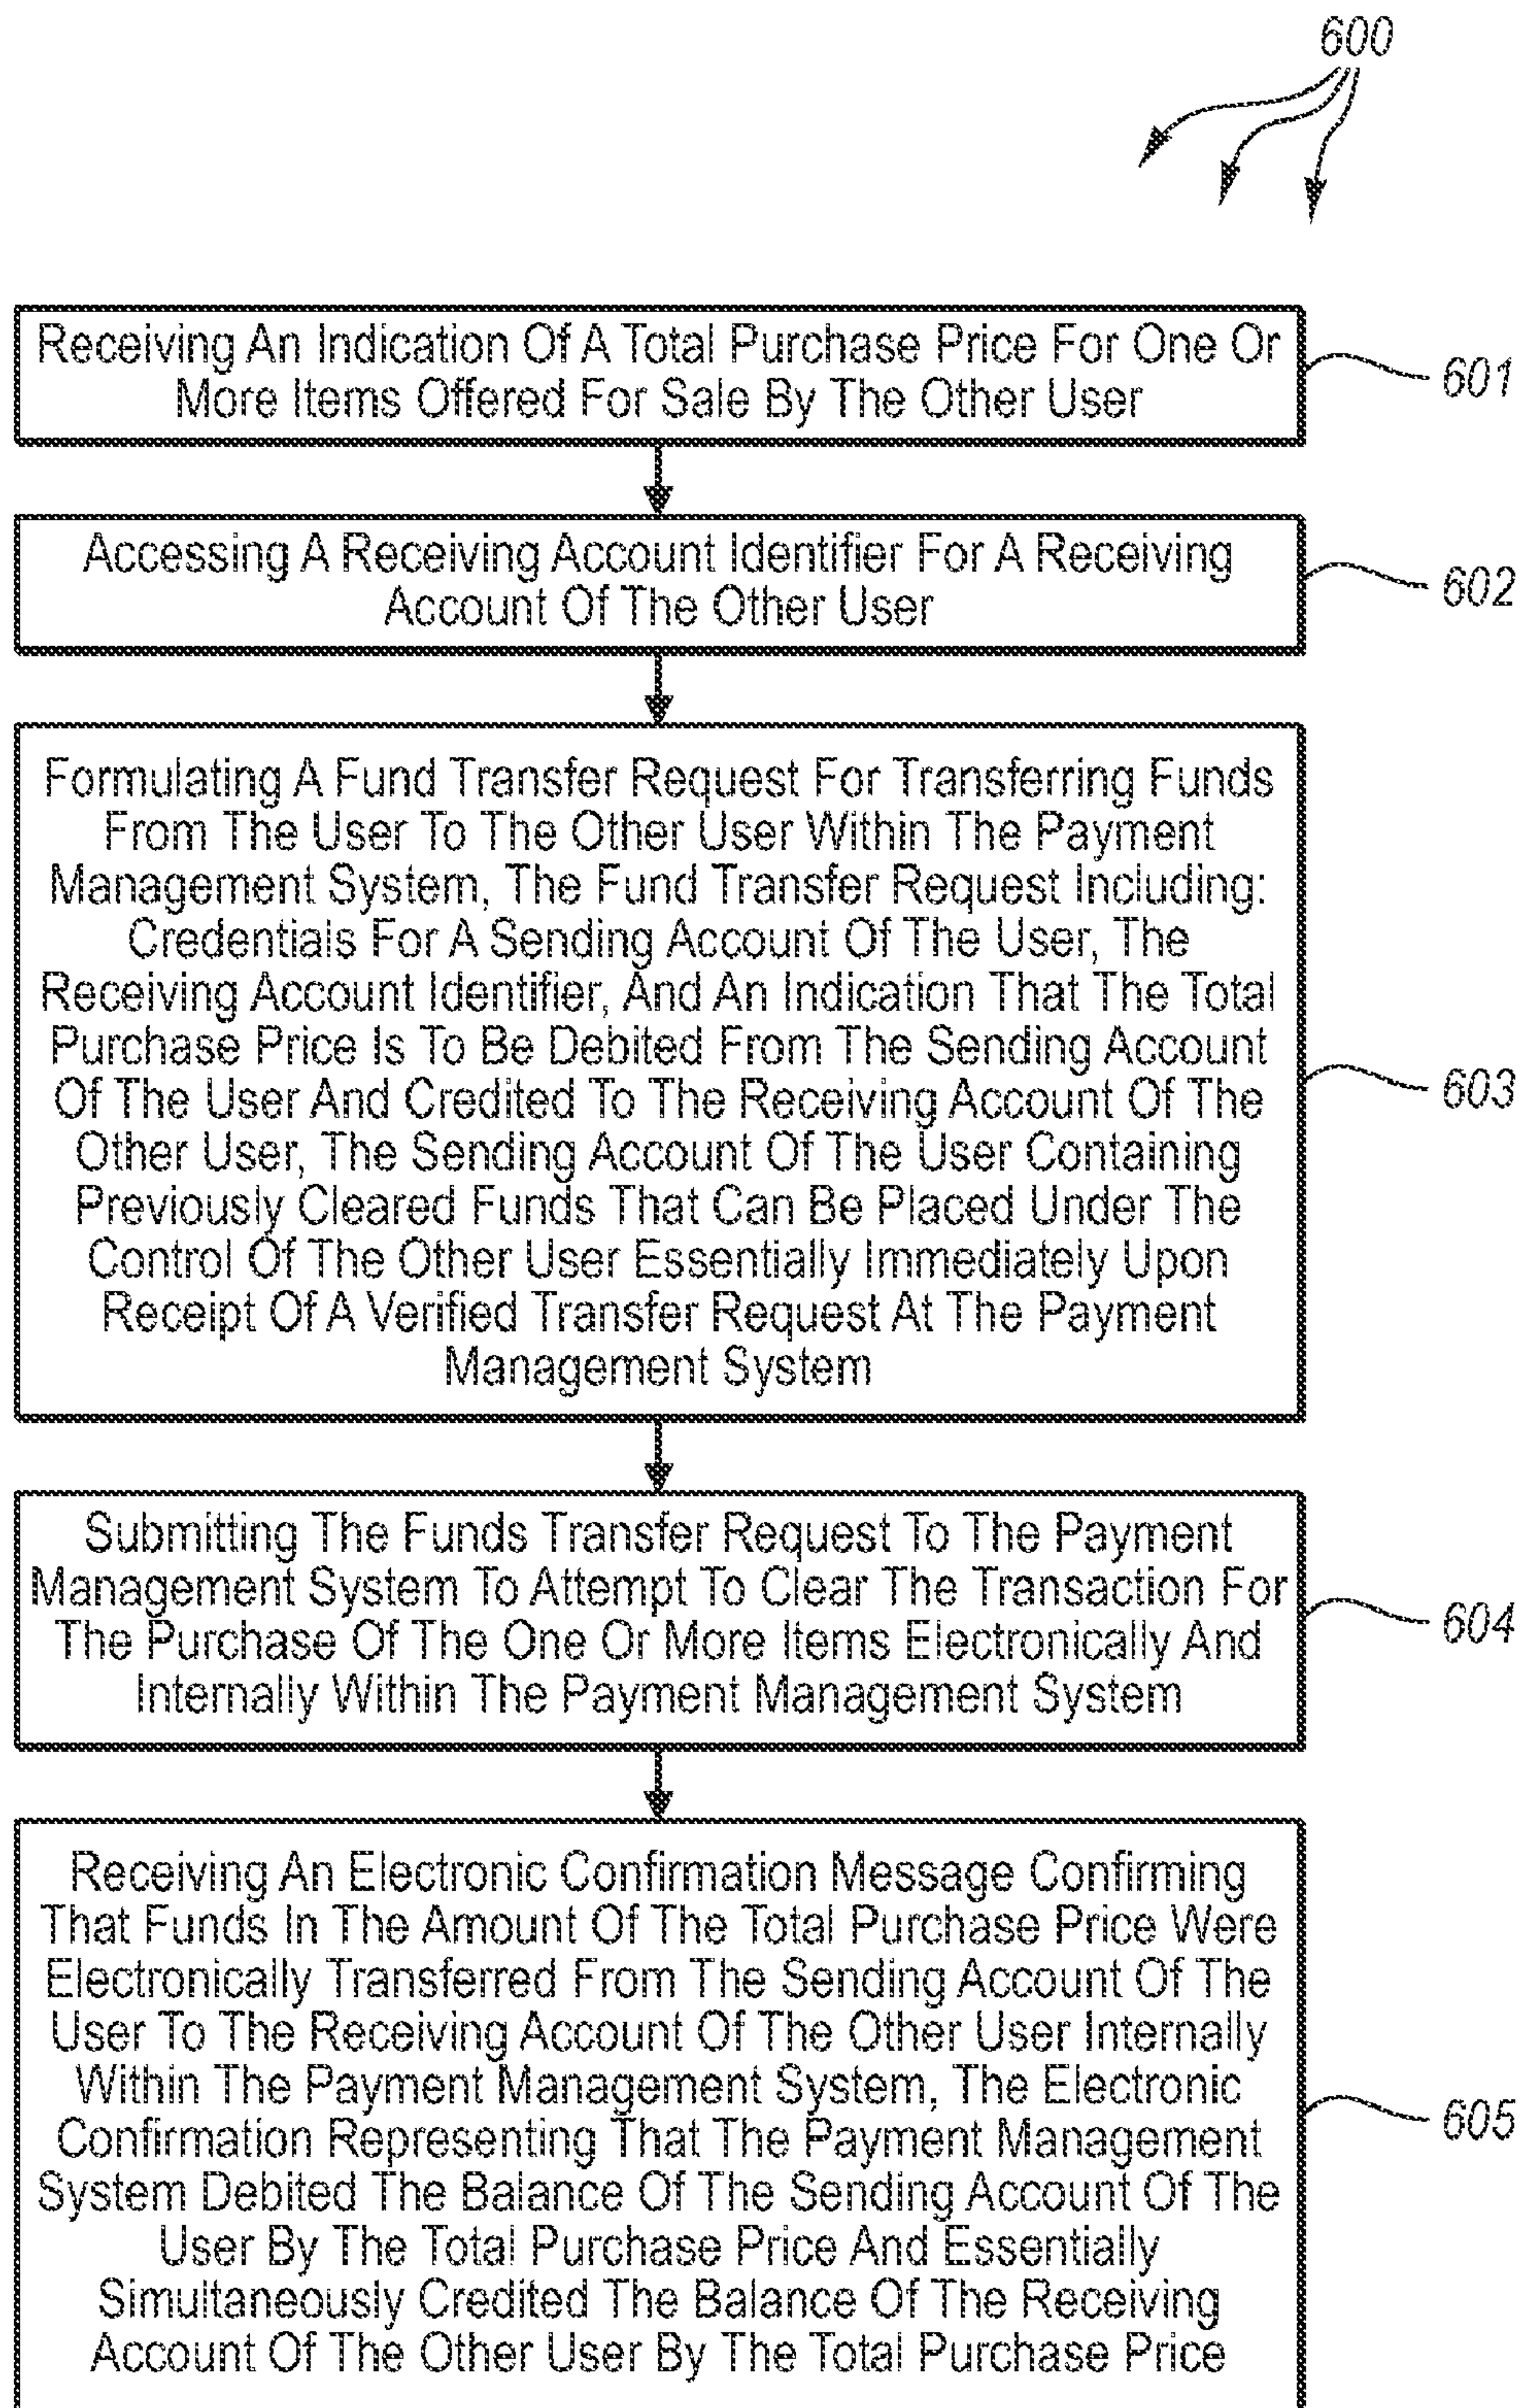 600
Receiving An Indication Of A Total Purchase Price For One Or
More Items Offered For Sale By The Other User
601
Accessing A Receiving Account Identifier For A Receiving
Account Of The Other User
602
Formulating A Fund Transfer Request For Transferring Funds
From The User To The Other User Within The Payment
Management System, The Fund Transfer Request Including:
Credentials For A Sending Account Of The User, The
Receiving Account Identifier, And An Indication That The Total
Purchase Price Is To Be Debited From The Sending Account
Of The User And Credited To The Receiving Account Of The
Other User, The Sending Account Of The User Containing
Previously Cleared Funds That Can Be Placed Under The
Control Of The Other User Essentially Immediately Upon
Receipt Of A Verified Transfer Request At The Payment
Management System
603
Submitting The Funds Transfer Request To The Payment
Management System To Attempt To Clear The Transaction For
The Purchase Of The One Or More Items Electronically And
Internally Within The Payment Management System
604
Receiving An Electronic Confirmation Message Confirming
That Funds In The Amount Of The Total Purchase Price Were
Electronically Transferred From The Sending Account Of The
User To The Receiving Account Of The Other User Internally
Within The Payment Management System, The Electronic
Confirmation Representing That The Payment Management
System Debited The Balance Of The Sending Account Of The
User By The Total Purchase Price And Essentially
Simultaneously Credited The Balance Of The Receiving
Account Of The Other User By The Total Purchase Price
605